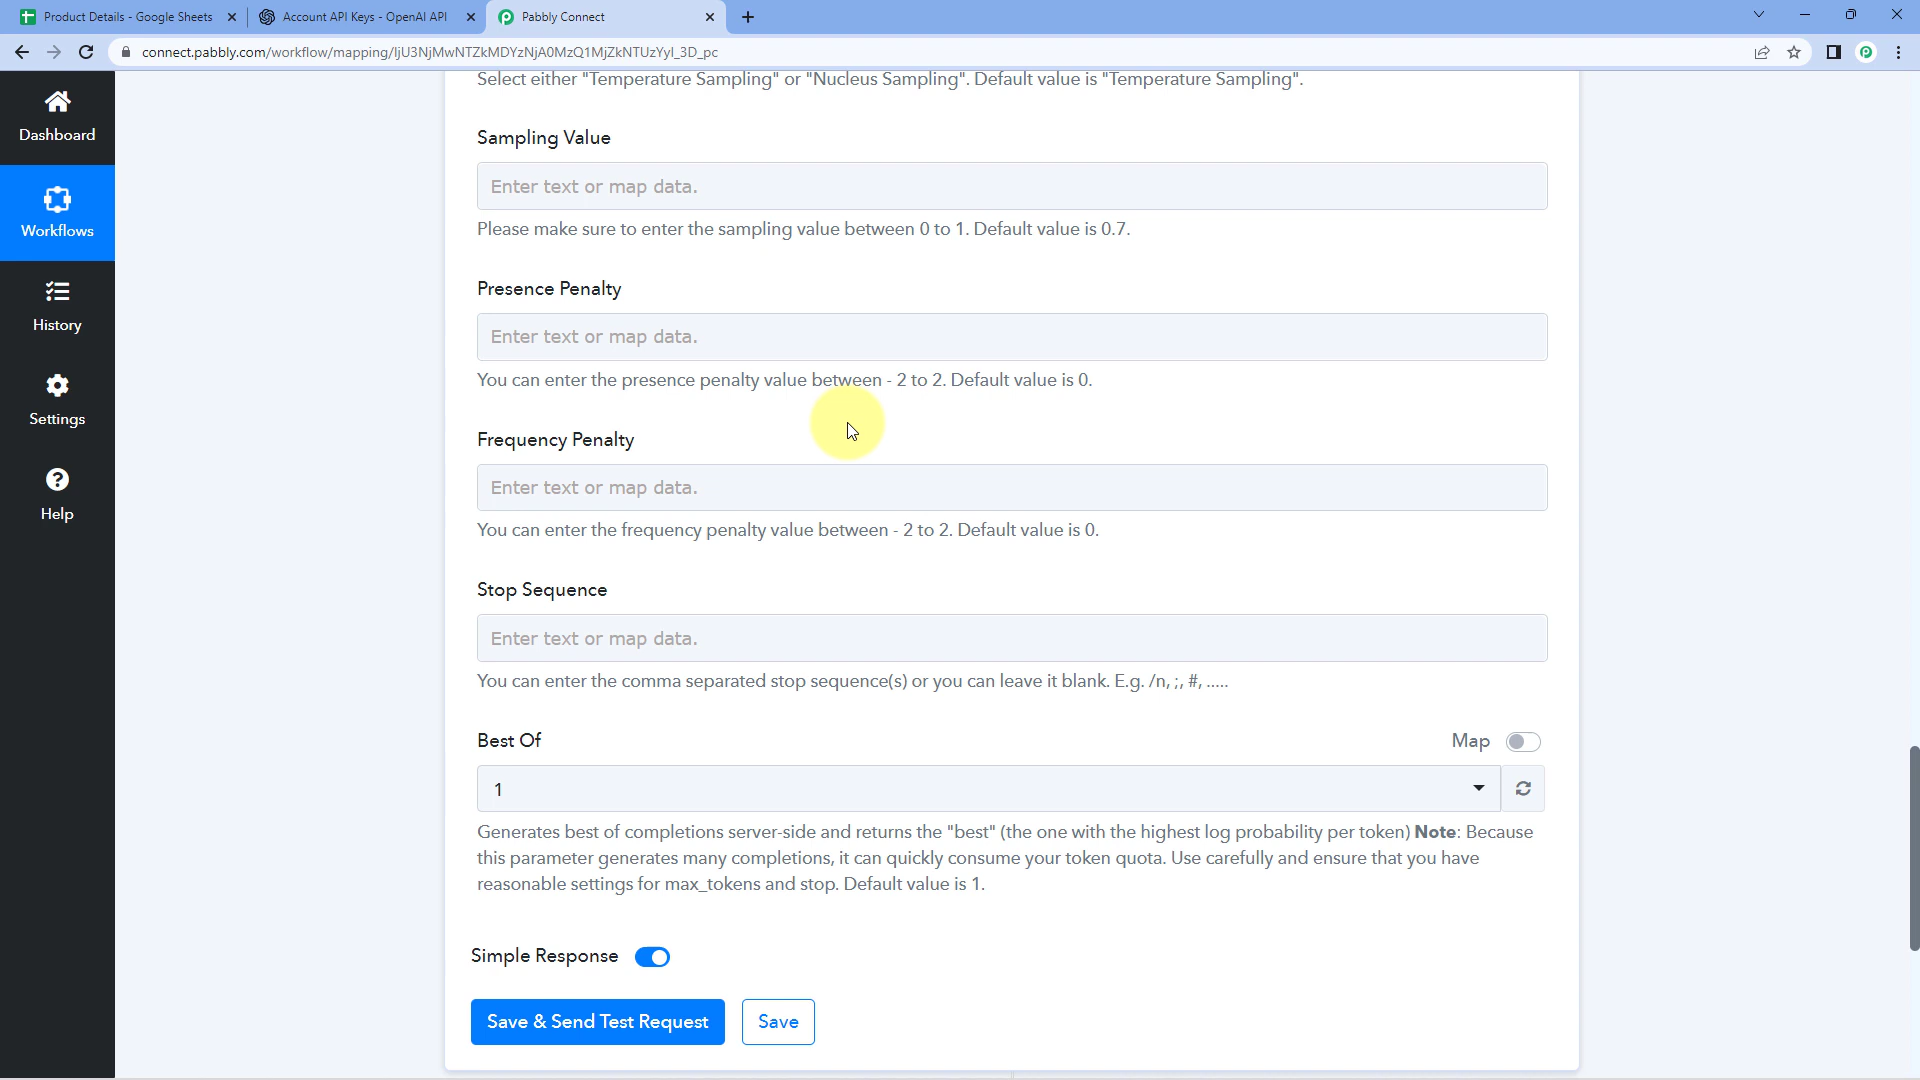 Product Details - Google Sheets
Account API Keys - OpenAI API
Pabbly Connect
connect.pabbly.com/workflow/mapping/IjU3NjMwNTZkMDYzNjA0MzQ1MjZkNTUzYyI_3D_pc
Dashboard
Workflows
History
Settings
Help
Select either "Temperature Sampling" or "Nucleus Sampling". Default value is "Temperature Sampling".
Sampling Value
Enter text or map data.
Please make sure to enter the sampling value between 0 to 1. Default value is 0.7.
Presence Penalty
Enter text or map data.
You can enter the presence penalty value between - 2 to 2. Default value is 0.
Frequency Penalty
Enter text or map data.
You can enter the frequency penalty value between - 2 to 2. Default value is 0.
Stop Sequence
Enter text or map data.
You can enter the comma separated stop sequence(s) or you can leave it blank. E.g. /n, ;, #, .....
Best Of
Map
1
Generates best of completions server-side and returns the "best" (the one with the highest log probability per token) Note: Because
this parameter generates many completions, it can quickly consume your token quota. Use carefully and ensure that you have
reasonable settings for max_tokens and stop. Default value is 1.
Simple Response
Save & Send Test Request
Save